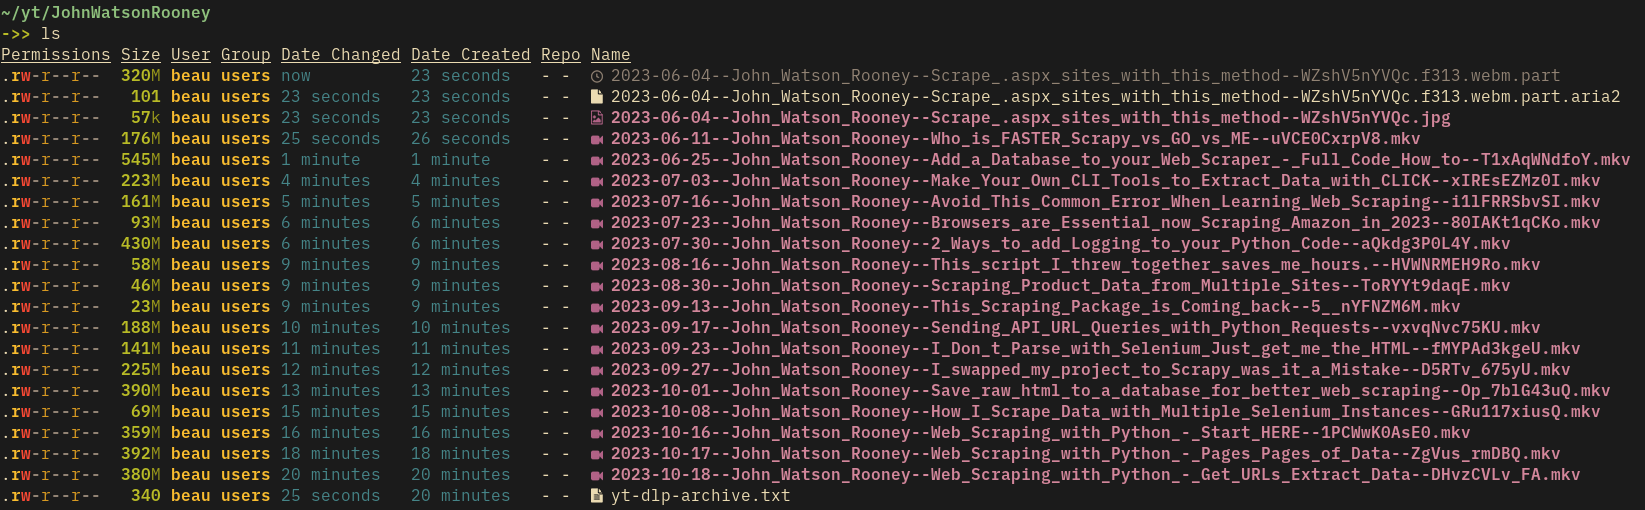 ~/yt/JohnWatsonRooney
->> ls
Permissions Size User Group Date Changed Date Created Repo Name
.rw-r--r-- 320M beau users now 23 seconds - - 2023-06-04--John_Watson_Rooney--Scrape_.aspx_sites_with_this_method--WZshV5nYVQc.f313.webm.part
.rw-r--r-- 101 beau users 23 seconds 23 seconds - - 2023-06-04--John_Watson_Rooney--Scrape_.aspx_sites_with_this_method--WZshV5nYVQc.f313.webm.part.aria2
.rw-r--r-- 57k beau users 23 seconds 23 seconds - - 2023-06-04--John_Watson_Rooney--Scrape_.aspx_sites_with_this_method--WZshV5nYVQc.jpg
.rw-r--r-- 176M beau users 25 seconds 26 seconds - - 2023-06-11--John_Watson_Rooney--Who_is_FASTER_Scrapy_vs_GO_vs_ME--uVCE0CxrpV8.mkv
.rw-r--r-- 545M beau users 1 minute 1 minute - - 2023-06-25--John_Watson_Rooney--Add_a_Database_to_your_Web_Scraper_-_Full_Code_How_to--T1xAqWNdfoY.mkv
.rw-r--r-- 223M beau users 4 minutes 4 minutes - - 2023-07-03--John_Watson_Rooney--Make_Your_Own_CLI_Tools_to_Extract_Data_with_CLICK--xIREsEZMz0I.mkv
.rw-r--r-- 161M beau users 5 minutes 5 minutes - - 2023-07-16--John_Watson_Rooney--Avoid_This_Common_Error_When_Learning_Web_Scraping--i1lFRRSbvSI.mkv
.rw-r--r-- 93M beau users 6 minutes 6 minutes - - 2023-07-23--John_Watson_Rooney--Browsers_are_Essential_now_Scraping_Amazon_in_2023--80IAKt1qCKo.mkv
.rw-r--r-- 430M beau users 6 minutes 6 minutes - - 2023-07-30--John_Watson_Rooney--2_Ways_to_add_Logging_to_your_Python_Code--aQkdg3P0L4Y.mkv
.rw-r--r-- 58M beau users 9 minutes 9 minutes - - 2023-08-16--John_Watson_Rooney--This_script_I_threw_together_saves_me_hours.--HVWNRMEH9Ro.mkv
.rw-r--r-- 46M beau users 9 minutes 9 minutes - - 2023-08-30--John_Watson_Rooney--Scraping_Product_Data_from_Multiple_Sites--ToRYYt9daqE.mkv
.rw-r--r-- 23M beau users 9 minutes 9 minutes - - 2023-09-13--John_Watson_Rooney--This_Scraping_Package_is_Coming_back--5__nYFNZM6M.mkv
.rw-r--r-- 188M beau users 10 minutes 10 minutes - - 2023-09-17--John_Watson_Rooney--Sending_API_URL_Queries_with_Python_Requests--vxvqNvc75KU.mkv
.rw-r--r-- 141M beau users 11 minutes 11 minutes - - 2023-09-23--John_Watson_Rooney--I_Don_t_Parse_with_Selenium_Just_get_me_the_HTML--fMYPAd3kgeU.mkv
.rw-r--r-- 225M beau users 12 minutes 12 minutes - - 2023-09-27--John_Watson_Rooney--I_swapped_my_project_to_Scrapy_was_it_a_Mistake--D5RTv_675yU.mkv
.rw-r--r-- 390M beau users 13 minutes 13 minutes - - 2023-10-01--John_Watson_Rooney--Save_raw_html_to_a_database_for_better_web_scraping--Op_7blG43uQ.mkv
.rw-r--r-- 69M beau users 15 minutes 15 minutes - - 2023-10-08--John_Watson_Rooney--How_I_Scrape_Data_with_Multiple_Selenium_Instances--GRu117xiusQ.mkv
.rw-r--r-- 359M beau users 16 minutes 16 minutes - - 2023-10-16--John_Watson_Rooney--Web_Scraping_with_Python_-_Start_HERE--1PCWwK0AsE0.mkv
.rw-r--r-- 392M beau users 18 minutes 18 minutes - - 2023-10-17--John_Watson_Rooney--Web_Scraping_with_Python_-_Pages_Pages_of_Data--ZgVus_rmDBQ.mkv
.rw-r--r-- 380M beau users 20 minutes 20 minutes - - 2023-10-18--John_Watson_Rooney--Web_Scraping_with_Python_-_Get_URLs_Extract_Data--DHvzCVLv_FA.mkv
.rw-r--r-- 340 beau users 25 seconds 20 minutes - - yt-dlp-archive.txt